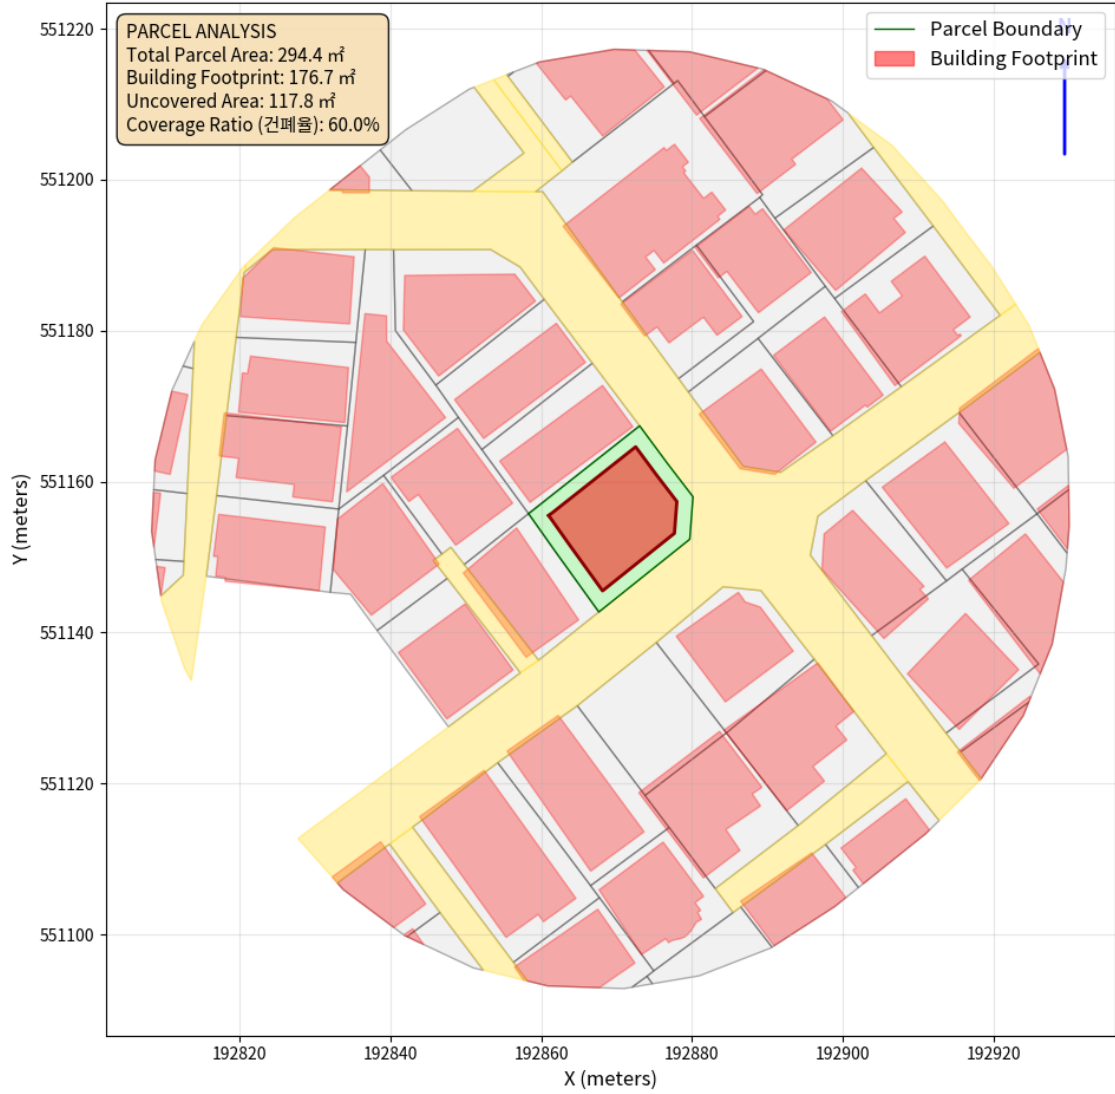 551220
551200
551180
551160
551140
551120
551100
Y (meters)
PARCEL ANALYSIS
Total Parcel Area: 294.4 ㎡
Building Footprint: 176.7 ㎡
Uncovered Area: 117.8 ㎡
Coverage Ratio (건폐율): 60.0%
N
Parcel Boundary
Building Footprint
192820
192840
192860
192880
192900
192920
X (meters)